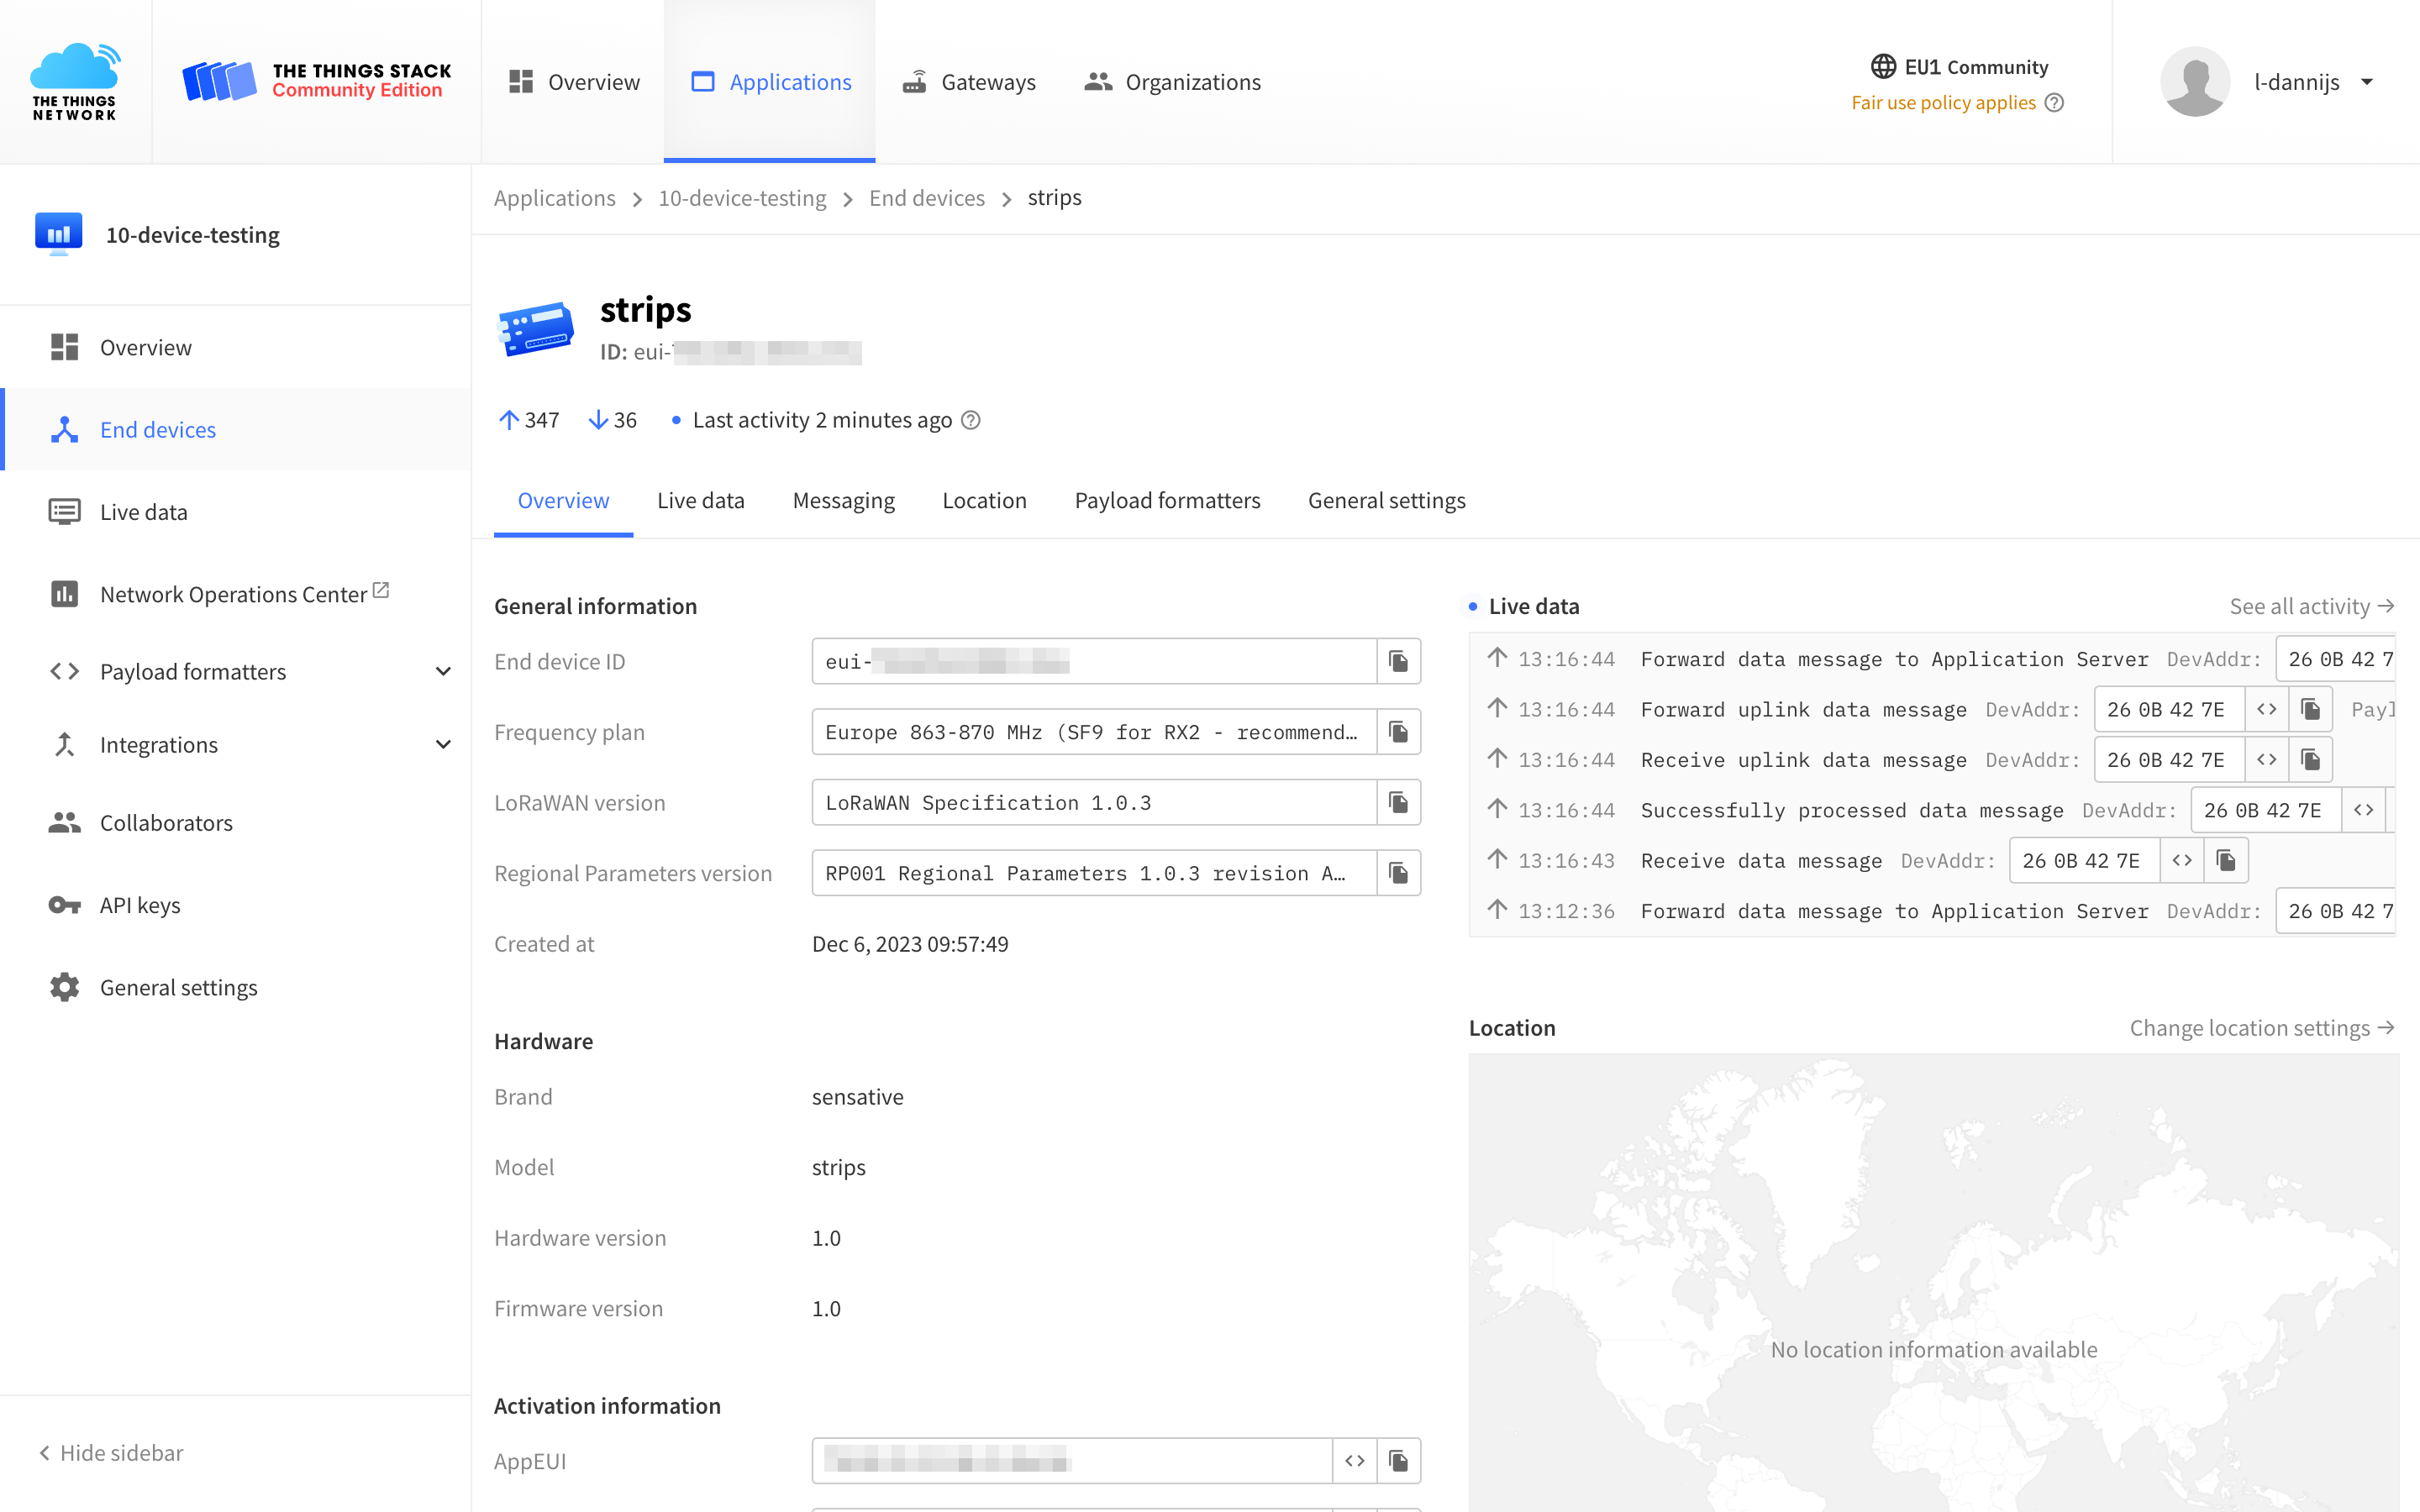 THE THINGS
NETWORK
THE THINGS STACK
Community Edition
Overview
Applications
Gateways
Organizations
EU1 Community
Fair use policy applies
l-dannijs
10-device-testing
Overview
End devices
Live data
Network Operations Center
Payload formatters
Integrations
Collaborators
API keys
General settings
Hide sidebar
Applications > 10-device-testing > End devices > strips
strips
ID: eui-
347 36 • Last activity 2 minutes ago
Overview Live data Messaging Location Payload formatters General settings
General information
End device ID eui-
Frequency plan Europe 863-870 MHz (SF9 for RX2 - recommend…
LoRaWAN version LoRaWAN Specification 1.0.3
Regional Parameters version RP001 Regional Parameters 1.0.3 revision A…
Created at Dec 6, 2023 09:57:49
Hardware
Brand sensative
Model strips
Hardware version 1.0
Firmware version 1.0
Activation information
AppEUI
Live data See all activity
13:16:44 Forward data message to Application Server DevAddr: 26 0B 42 7
13:16:44 Forward uplink data message DevAddr: 26 0B 42 7E Payl
13:16:44 Receive uplink data message DevAddr: 26 0B 42 7E
13:16:44 Successfully processed data message DevAddr: 26 0B 42 7E
13:16:43 Receive data message DevAddr: 26 0B 42 7E
13:12:36 Forward data message to Application Server DevAddr: 26 0B 42 7
Location Change location settings
No location information available